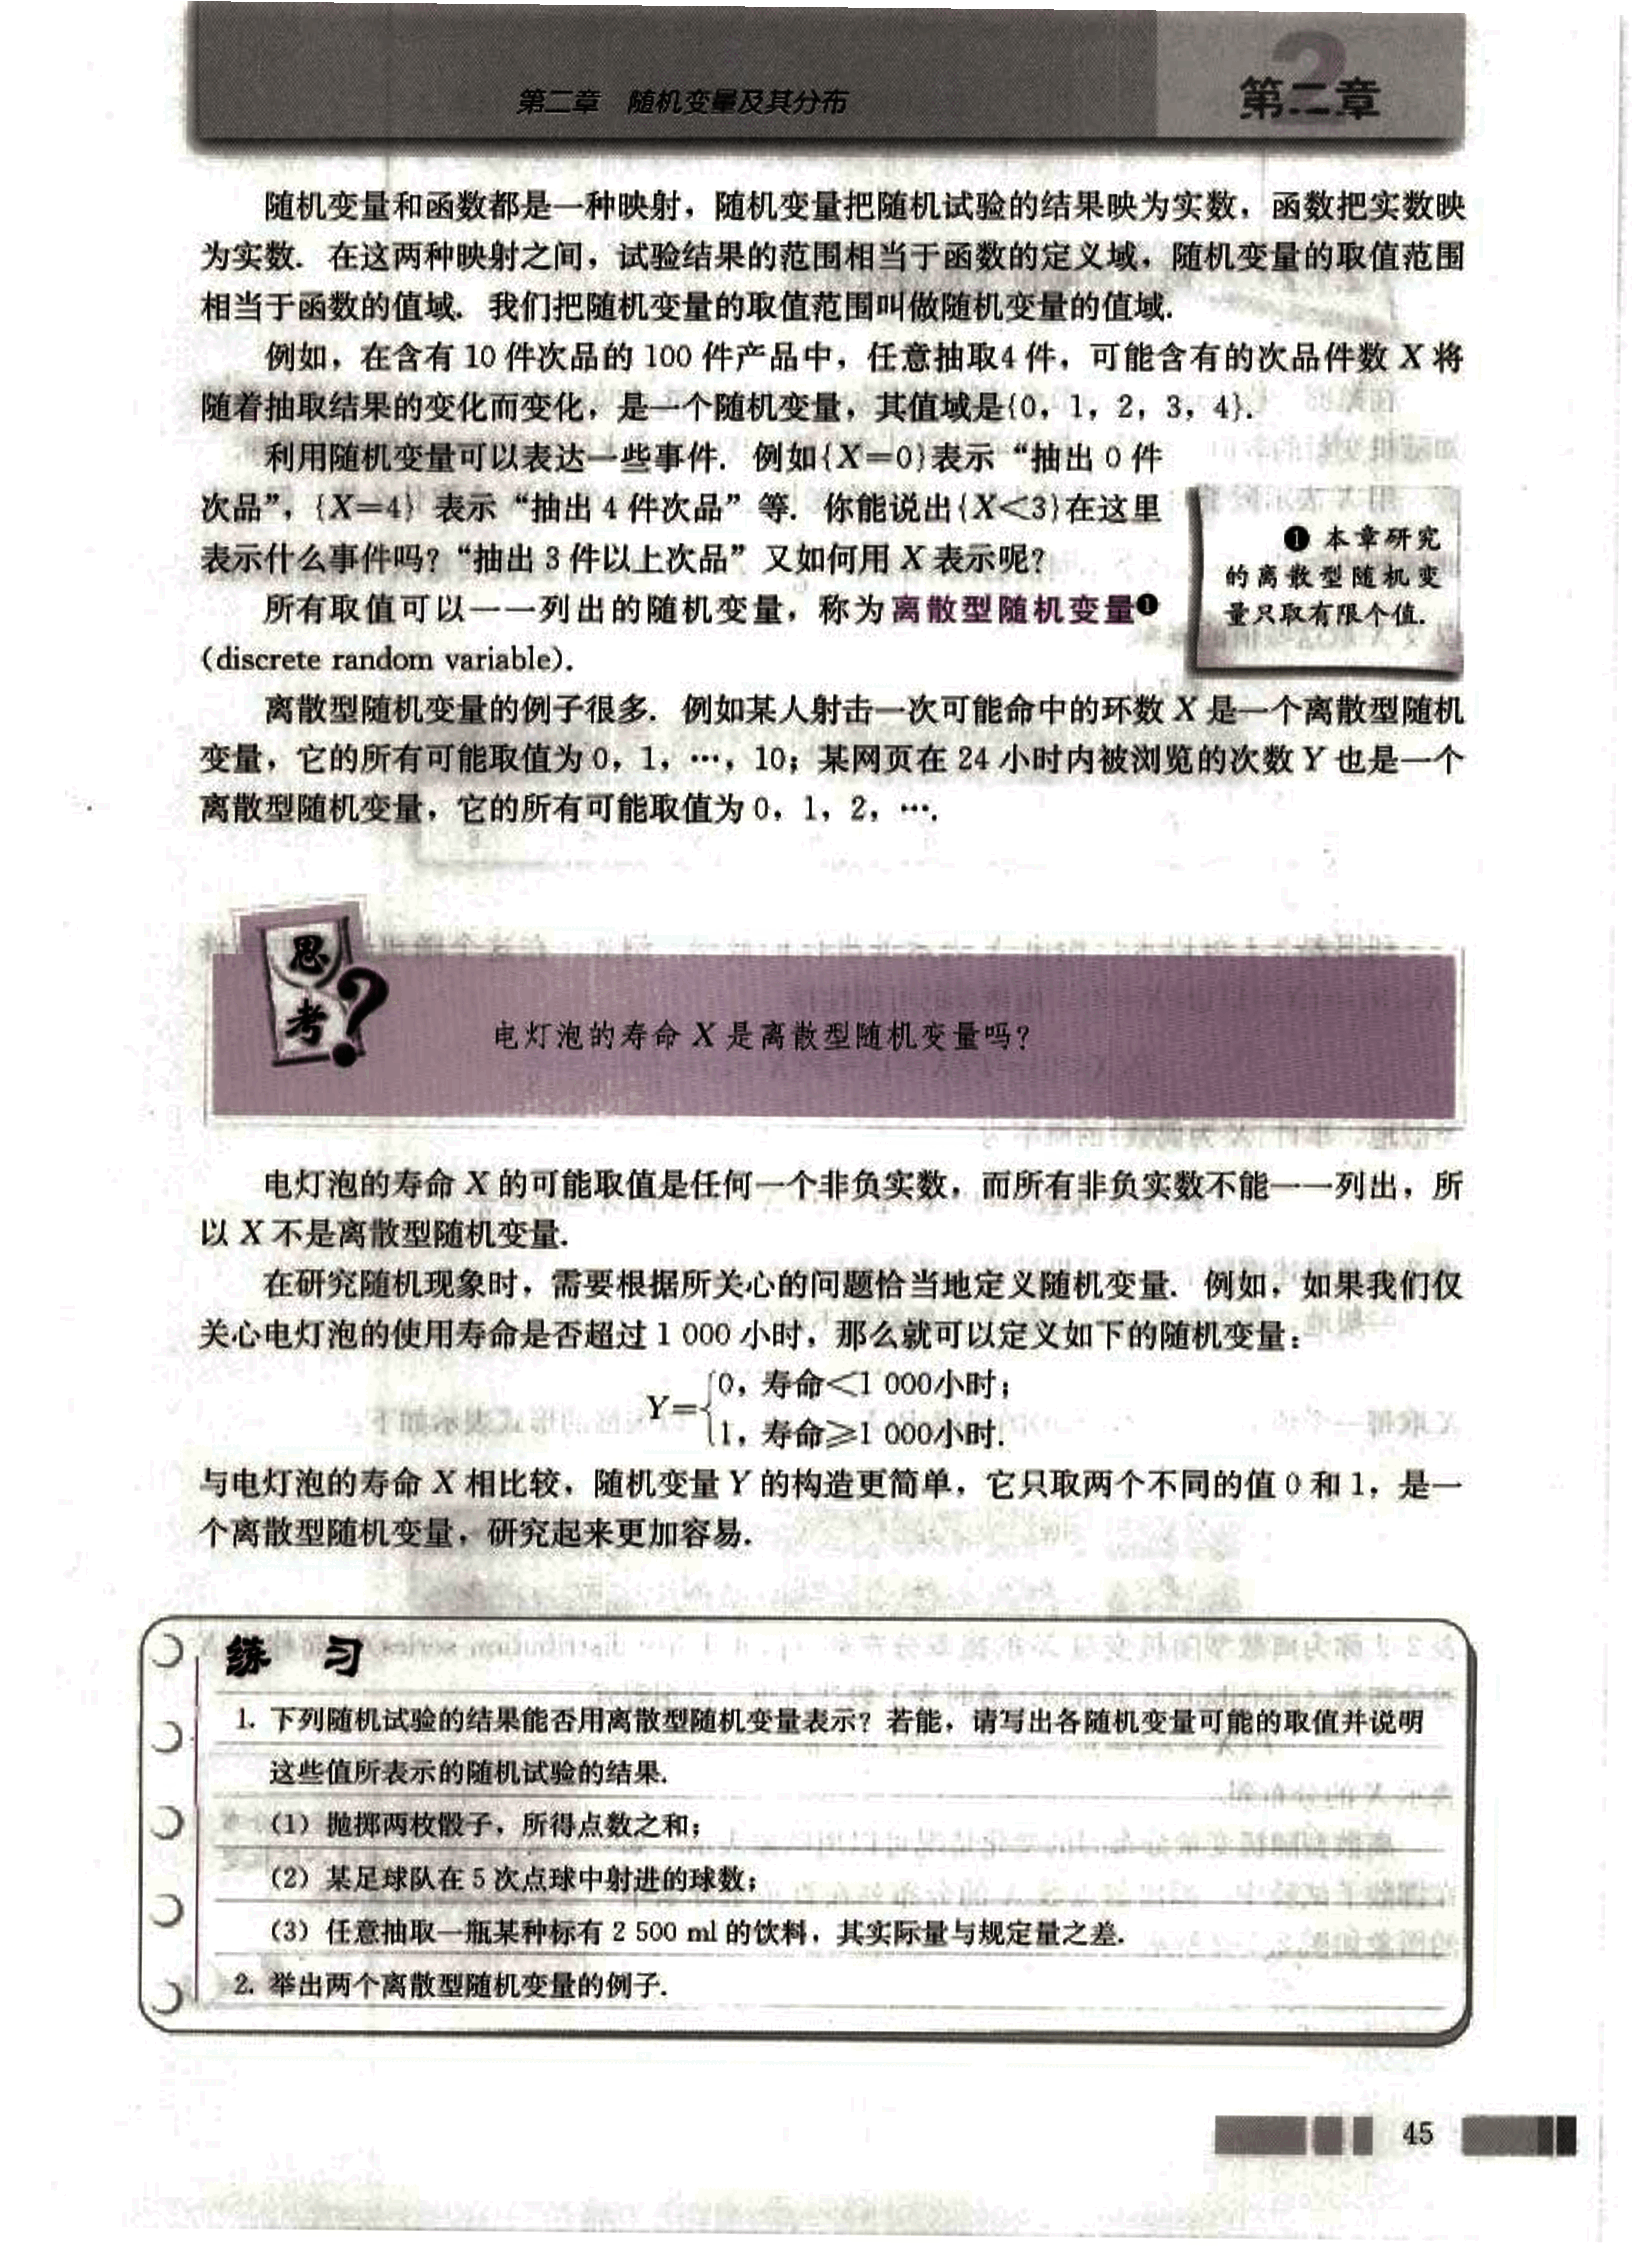 第二章 随机变量及其分布
第二章
随机变量和函数都是一种映射，随机变量把随机试验的结果映为实数，函数把实数映
为实数．在这两种映射之间，试验结果的范围相当于函数的定义域，随机变量的取值范围
相当于函数的值域．我们把随机变量的取值范围叫做随机变量的值域．
例如，在含有 10 件次品的 100 件产品中，任意抽取4 件，可能含有的次品件数 X 将
随着抽取结果的变化而变化，是一个随机变量，其值域是{0，1，2，3，4}．
利用随机变量可以表达一些事件．例如{X=0}表示“抽出 0 件
次品”，{X=4} 表示“抽出 4 件次品”等．你能说出{X<3}在这里
表示什么事件吗？“抽出 3 件以上次品”又如何用 X 表示呢？
所有取值可以一一列出的随机变量，称为离散型随机变量❶
(discrete random variable)．
❶ 本章研究
的离散型随机变
量只取有限个值．
离散型随机变量的例子很多．例如某人射击一次可能命中的环数 X 是一个离散型随机
变量，它的所有可能取值为 0，1，…，10；某网页在 24 小时内被浏览的次数 Y 也是一个
离散型随机变量，它的所有可能取值为 0，1，2，…．
思考？
电灯泡的寿命 X 是离散型随机变量吗？
电灯泡的寿命 X 的可能取值是任何一个非负实数，而所有非负实数不能一一列出，所
以 X 不是离散型随机变量．
在研究随机现象时，需要根据所关心的问题恰当地定义随机变量．例如，如果我们仅
关心电灯泡的使用寿命是否超过 1 000 小时，那么就可以定义如下的随机变量：
Y={0，寿命<1 000小时；
1，寿命⩾1 000小时．
与电灯泡的寿命 X 相比较，随机变量 Y 的构造更简单，它只取两个不同的值 0 和 1，是一
个离散型随机变量，研究起来更加容易．
练 习
1. 下列随机试验的结果能否用离散型随机变量表示？若能，请写出各随机变量可能的取值并说明
这些值所表示的随机试验的结果．
（1）抛掷两枚骰子，所得点数之和；
（2）某足球队在 5 次点球中射进的球数；
（3）任意抽取一瓶某种标有 2 500 ml 的饮料，其实际量与规定量之差．
2. 举出两个离散型随机变量的例子．
45